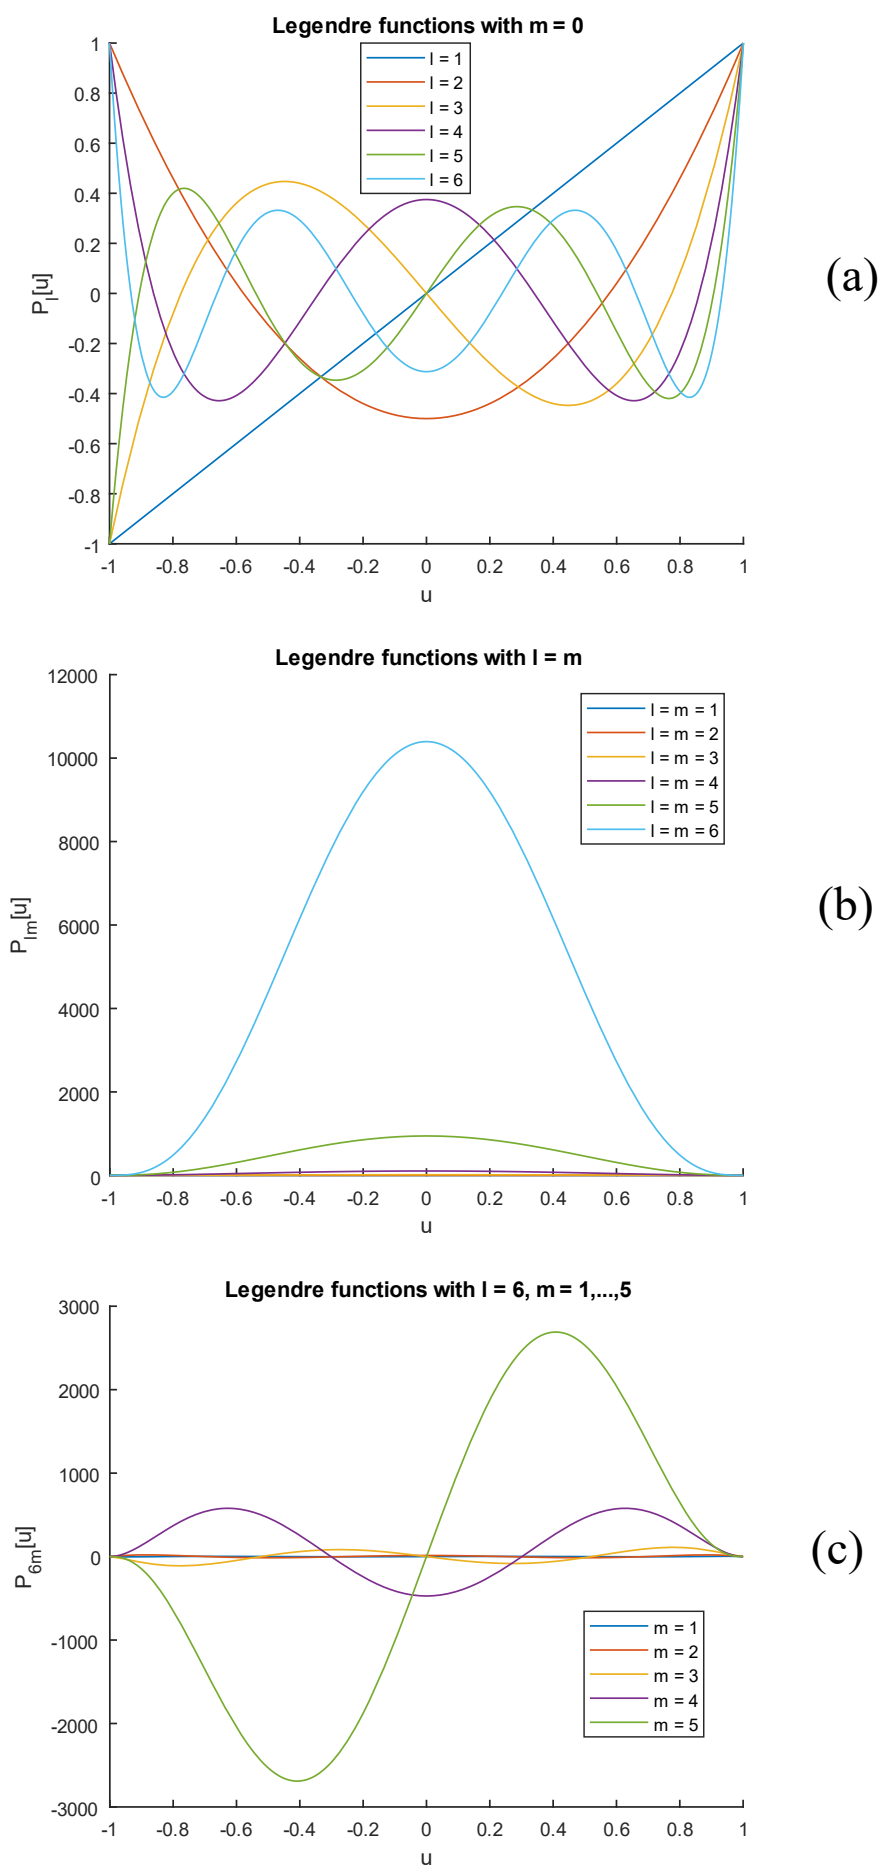 Legendre functions with m = 0
l = 1
l = 2
l = 3
l = 4
l = 5
l = 6
1
0.8
0.6
0.4
0.2
0
-0.2
-0.4
-0.6
-0.8
-1
P_l[u]
-1 -0.8 -0.6 -0.4 -0.2 0 0.2 0.4 0.6 0.8 1
u
(a)
Legendre functions with l = m
l = m = 1
l = m = 2
l = m = 3
l = m = 4
l = m = 5
l = m = 6
12000
10000
8000
6000
4000
2000
0
P_lm[u]
-1 -0.8 -0.6 -0.4 -0.2 0 0.2 0.4 0.6 0.8 1
u
(b)
Legendre functions with l = 6, m = 1,...,5
3000
2000
1000
0
-1000
-2000
-3000
P_6m[u]
m = 1
m = 2
m = 3
m = 4
m = 5
-1 -0.8 -0.6 -0.4 -0.2 0 0.2 0.4 0.6 0.8 1
u
(c)